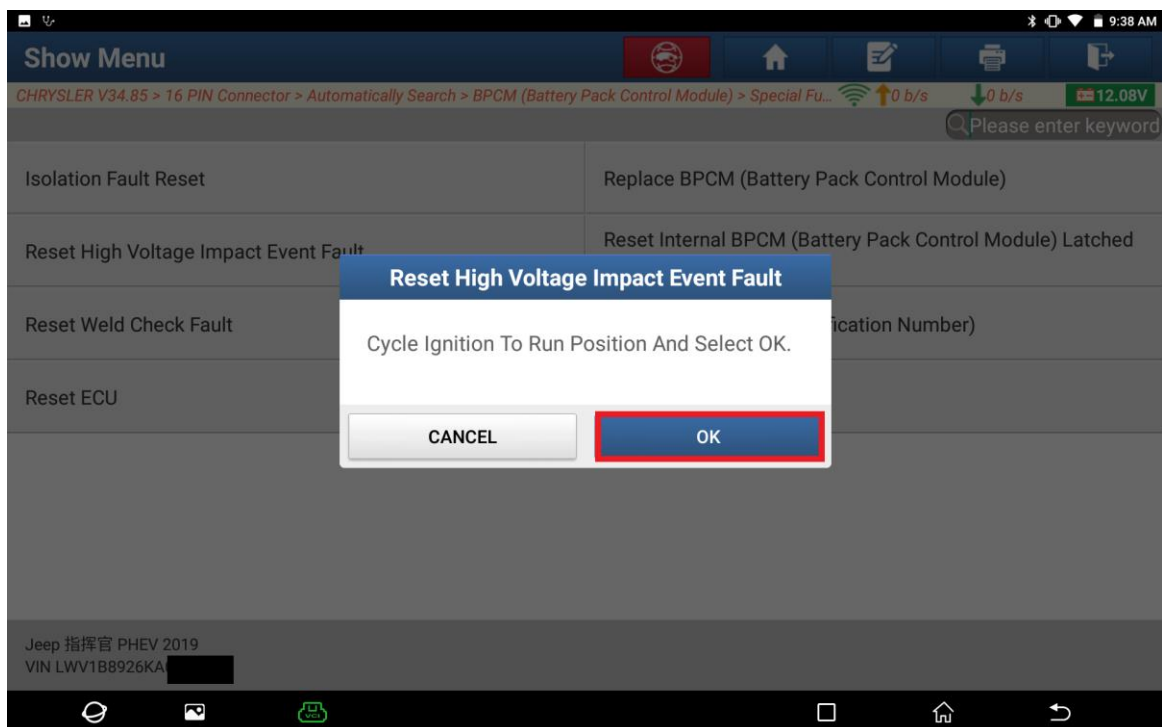 9:38 AM
Show Menu
CHRYSLER V34.85 > 16 PIN Connector > Automatically Search > BPCM (Battery Pack Control Module) > Special Fu...
0 b/s
0 b/s
12.08V
Please enter keyword
Isolation Fault Reset
Replace BPCM (Battery Pack Control Module)
Reset High Voltage Impact Event Fault
Reset Internal BPCM (Battery Pack Control Module) Latched
Reset High Voltage Impact Event Fault
Reset Weld Check Fault
Cycle Ignition To Run Position And Select OK.
Number)
Reset ECU
CANCEL
OK
Jeep 指挥官 PHEV 2019
VIN LWV1B8926KA
VCI